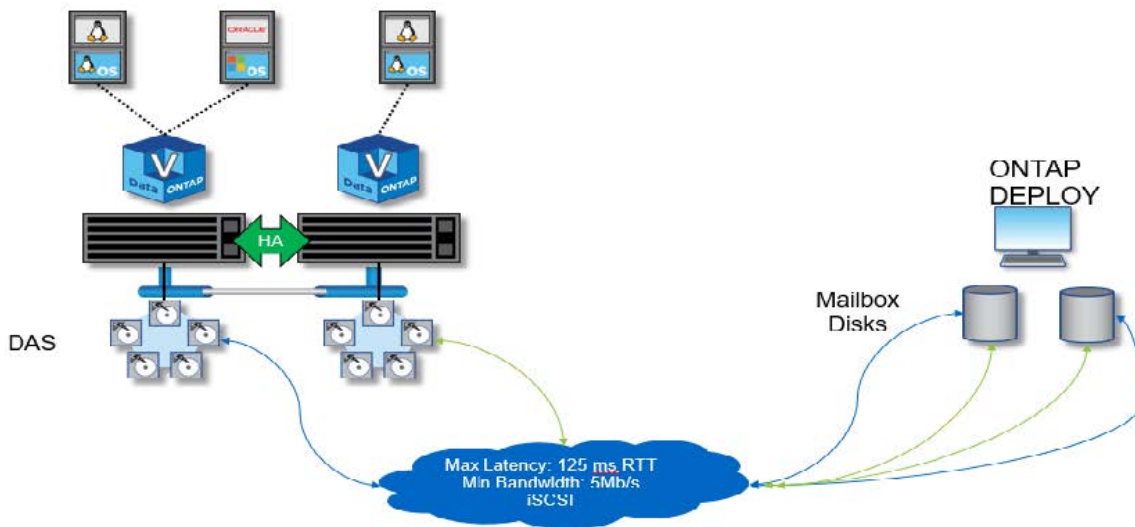 ORACLE
OS
OS
OS
V
Data ONTAP
V
Data ONTAP
ONTAP
DEPLOY
HA
Mailbox
Disks
DAS
Max Latency: 125 ms RTT
Min Bandwidth: 5Mb/s
iSCSI